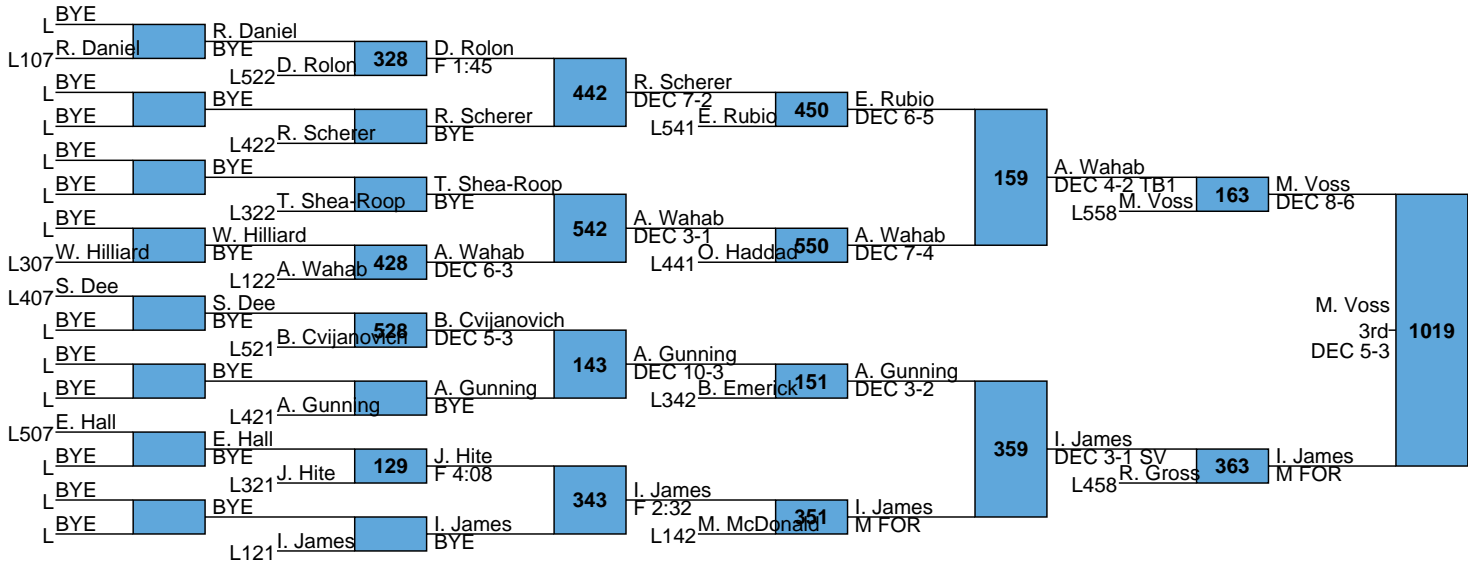 BYE
L
R. Daniel
L107
BYE
L
BYE
L
BYE
L
BYE
L
BYE
L
W. Hilliard
L307
S. Dee
L407
BYE
L
BYE
L
BYE
L
E. Hall
L507
BYE
L
BYE
L
BYE
L
R. Daniel
BYE
D. Rolon
L522
BYE
R. Scherer
L422
BYE
T. Shea-Roop
L322
W. Hilliard
BYE
A. Wahab
L122
S. Dee
BYE
B. Cvijanovich
L521
BYE
A. Gunning
L421
E. Hall
BYE
J. Hite
L321
BYE
I. James
L121
328
428
528
129
D. Rolon
F 1:45
R. Scherer
BYE
T. Shea-Roop
BYE
A. Wahab
DEC 6-3
B. Cvijanovich
DEC 5-3
A. Gunning
BYE
J. Hite
F 4:08
I. James
BYE
442
542
143
343
R. Scherer
DEC 7-2
E. Rubio
L541
A. Wahab
DEC 3-1
O. Haddad
L441
A. Gunning
DEC 10-3
B. Emerick
L342
I. James
F 2:32
M. McDonald
L142
450
550
151
351
E. Rubio
DEC 6-5
A. Wahab
DEC 7-4
A. Gunning
DEC 3-2
I. James
M FOR
159
359
A. Wahab
DEC 4-2 TB1
M. Voss
L558
I. James
DEC 3-1 SV
R. Gross
L458
163
363
M. Voss
DEC 8-6
I. James
M FOR
M. Voss
3rd
DEC 5-3
1019